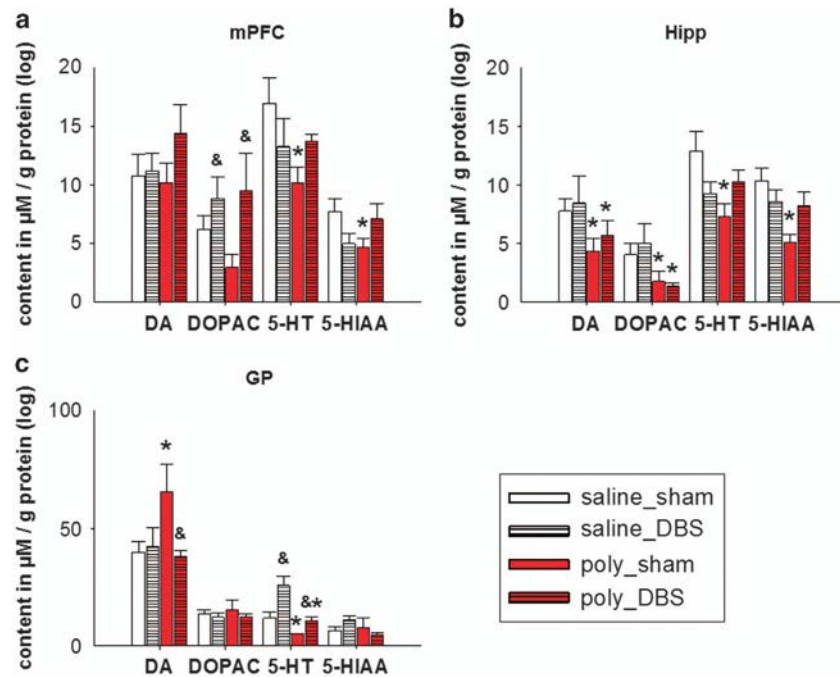 a
mPFC
content in µM / g protein (log)
20
15
10
5
0
& &
*
*
DA DOPAC 5-HT 5-HIAA
b
Hipp
content in µM / g protein (log)
20
15
10
5
0
* *
* *
*
*
DA DOPAC 5-HT 5-HIAA
c
GP
content in µM / g protein (log)
100
50
0
*
&
&
&*
*
DA DOPAC 5-HT 5-HIAA
saline_sham
saline_DBS
poly_sham
poly_DBS